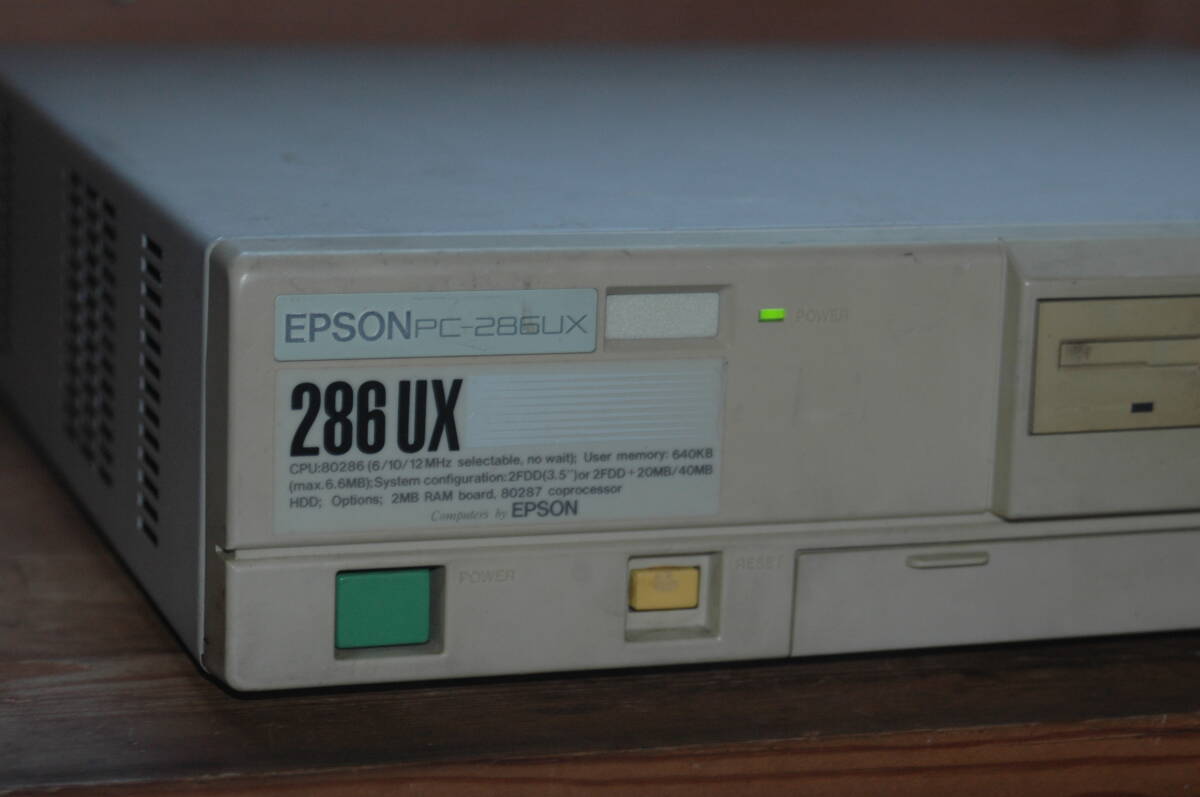 EPSON PC-286UX
POWER
286 UX
CPU:80286 (6/10/12MHz selectable, no wait); User memory: 640KB
(max. 6.6MB); System configuration: 2FDD(3.5")or 2FDD+20MB/40MB
HDD; Options; 2MB RAM board, 80287 coprocessor
Computers by EPSON
POWER
RESET